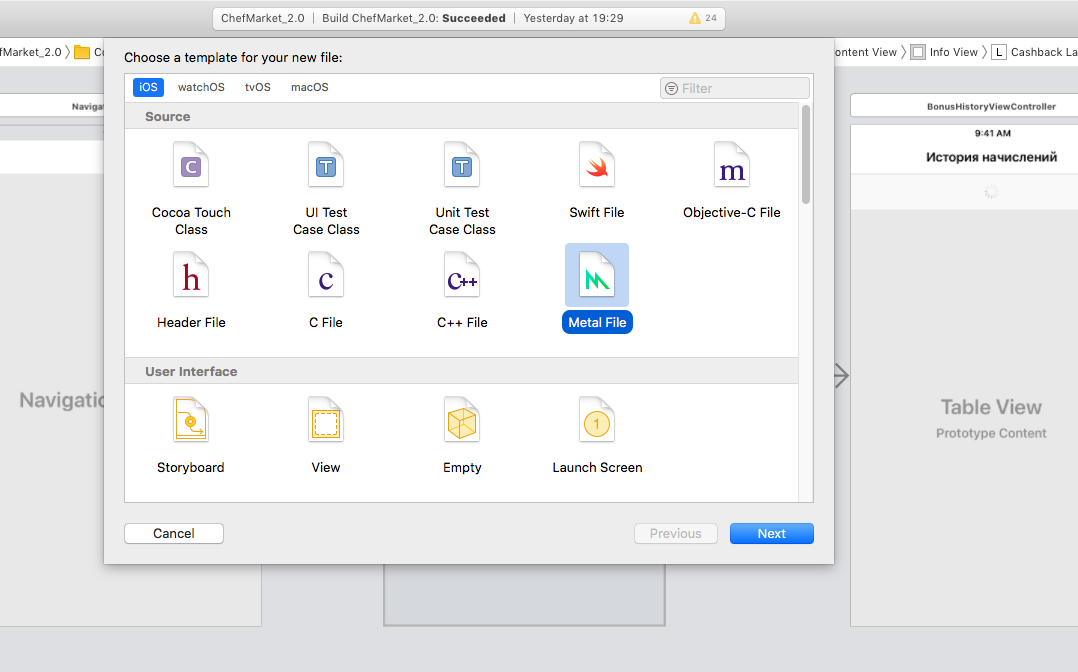 ChefMarket_2.0 | Build ChefMarket_2.0: Succeeded | Yesterday at 19:29 24
fMarket_2.0 Co
ontent View Info View L Cashback La
Choose a template for your new file:
iOS watchOS tvOS macOS Filter
Source
C T T m
Cocoa Touch Class
UI Test Case Class
Unit Test Case Class
Swift File
Objective-C File
h C C++
Header File
C File
C++ File
Metal File
User Interface
1
Storyboard
View
Empty
Launch Screen
Cancel Previous Next
Naviga
Navigatio
BonusHistoryViewController
9:41 AM
История начислений
Table View
Prototype Content